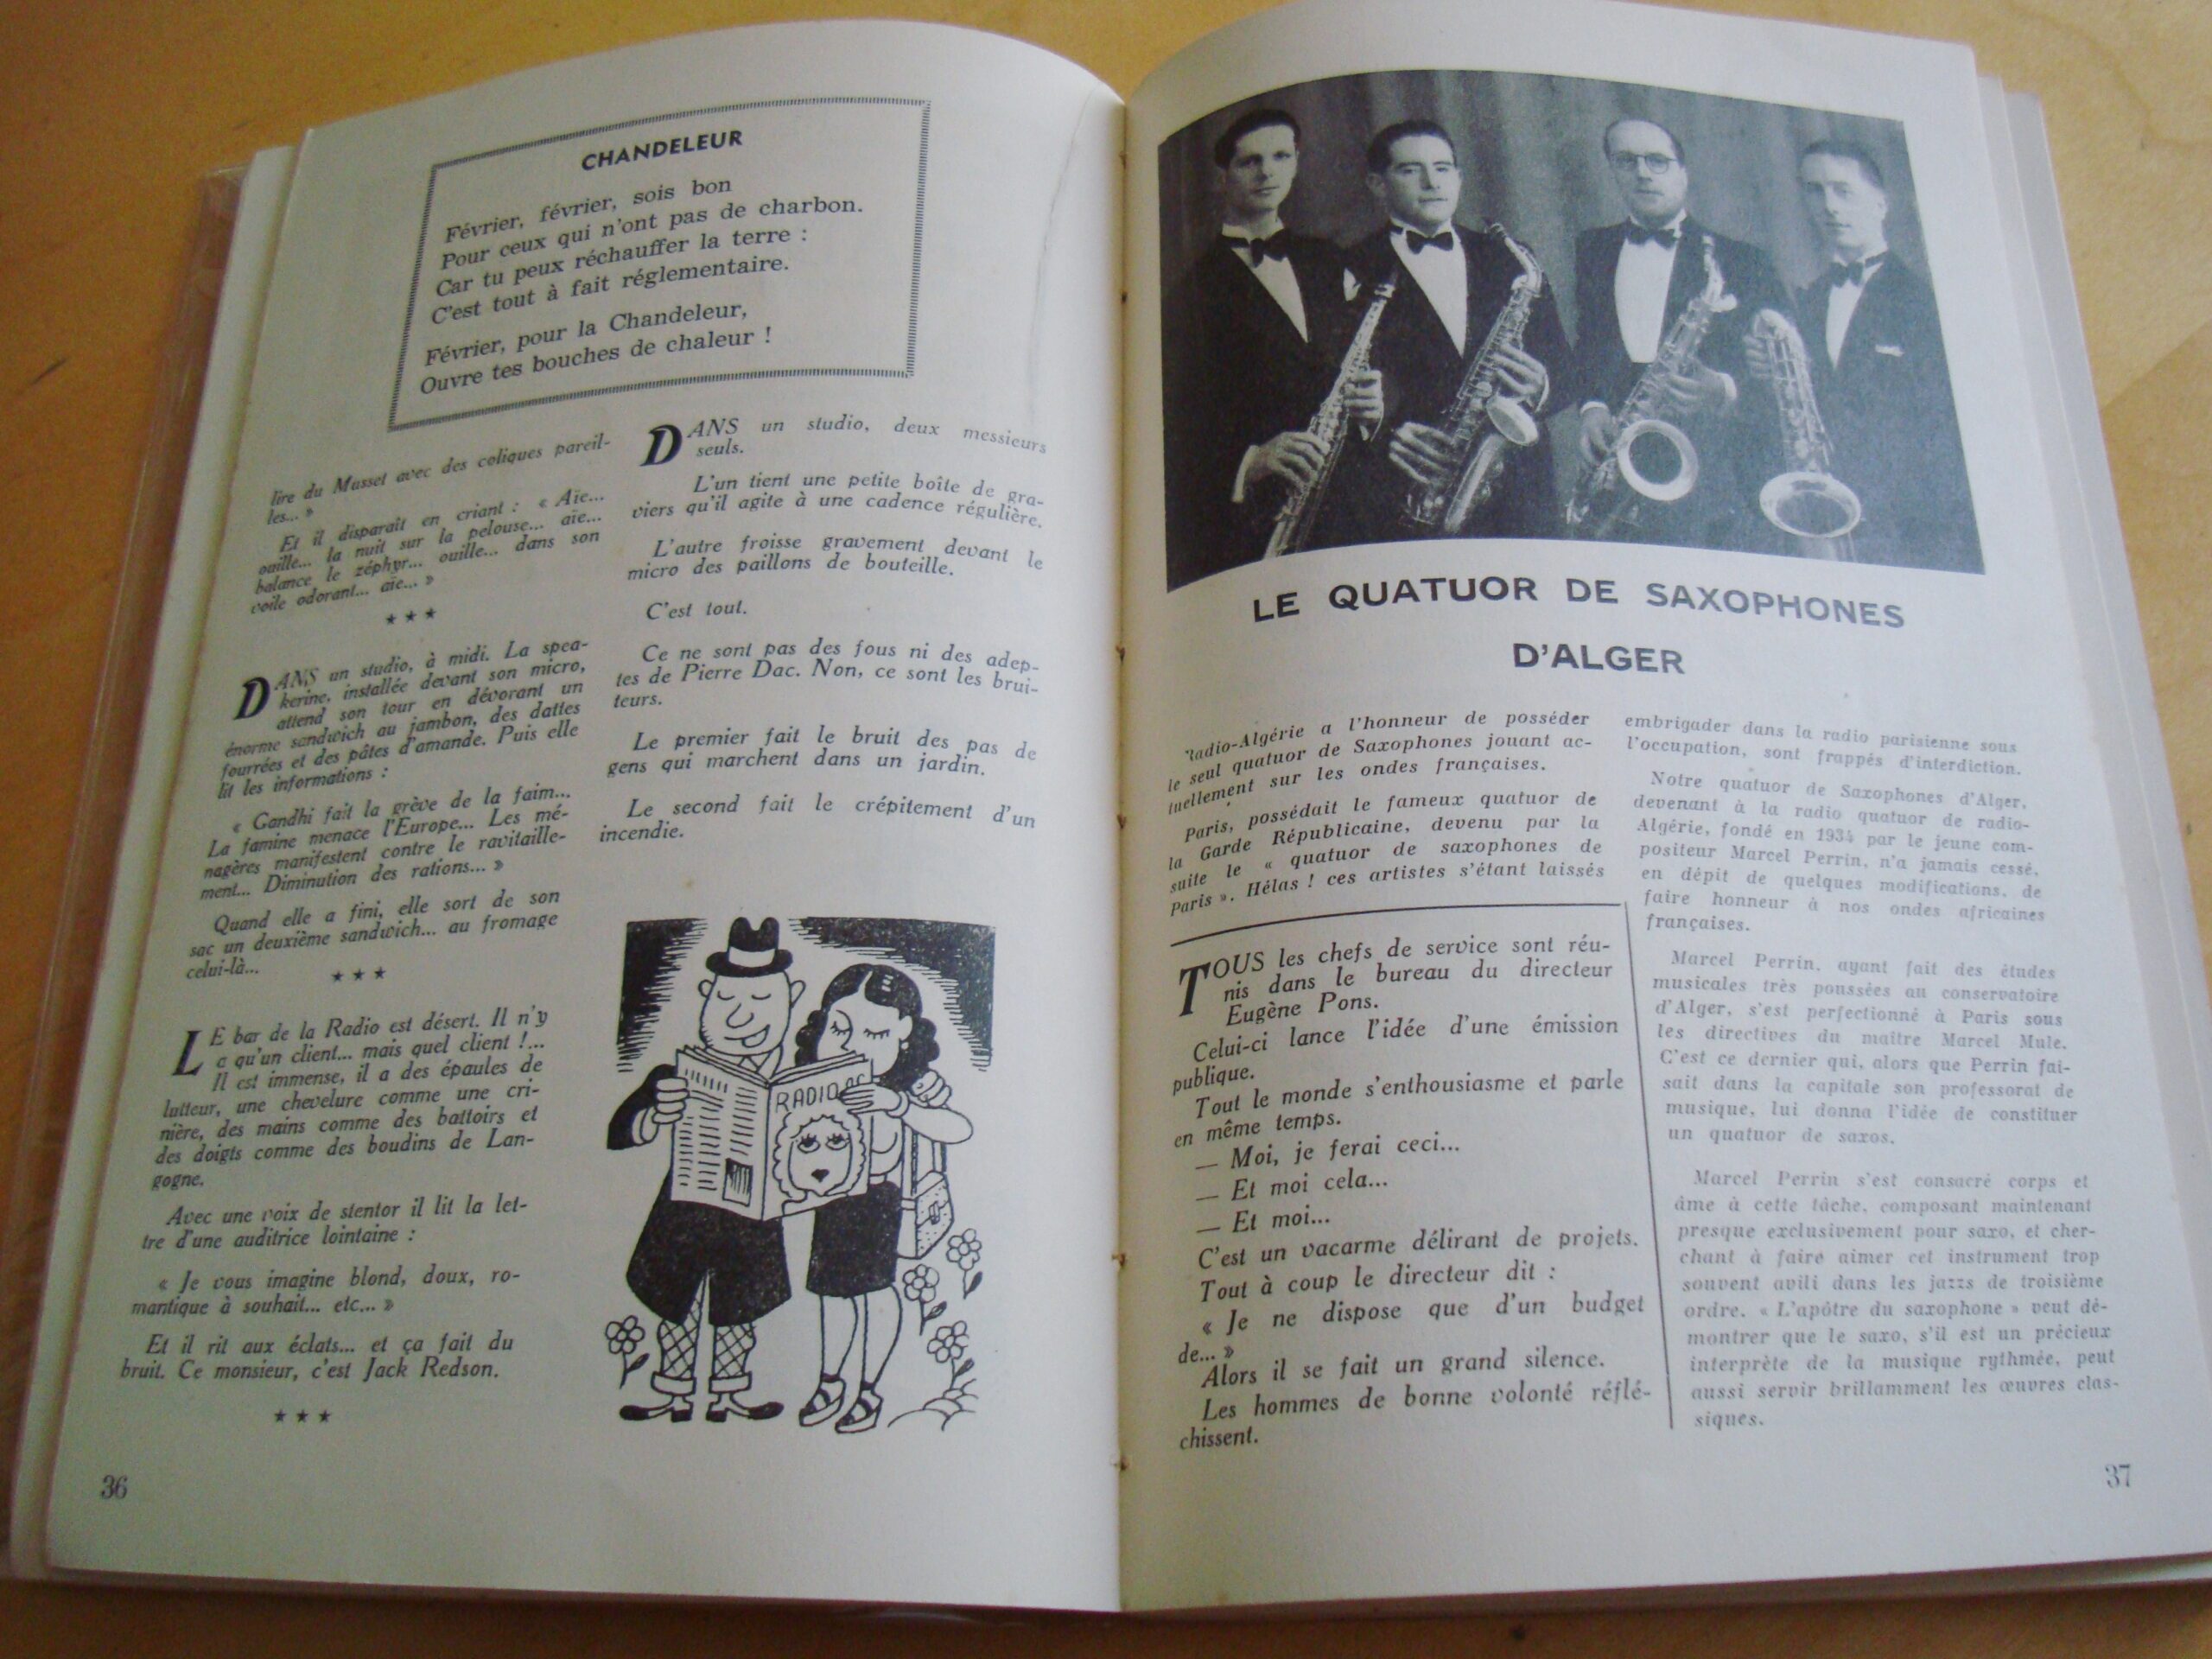 CHANDELEUR
Février, février, sois bon
Pour ceux qui n'ont pas de charbon.
Car tu peux réchauffer la terre :
C'est tout à fait réglementaire.
Février, pour la Chandeleur,
Ouvre tes bouches de chaleur !
lire du Musset avec des coliques pareil-
les... »
Et il disparait en criant : « Aïe...
ouille... la nuit sur la pelouse... aïe...
balance le zéphyr... ouille... dans son
voile odorant... aïe... »
★ ★ ★
DANS un studio, à midi. La spea-
kerine, installée devant son micro,
attend son tour en dévorant un
énorme sandwich au jambon, des dattes
fourrées et des pâtes d'amande. Puis elle
lit les informations :
« Gandhi fait la grève de la faim...
La famine menace l'Europe... Les mé-
nagères manifestent contre le ravitaille-
ment... Diminution des rations... »
Quand elle a fini, elle sort de son
sac un deuxième sandwich... au fromage
celui-là...
★ ★ ★
LE bar de la Radio est désert. Il n'y
a qu'un client... mais quel client !...
Il est immense, il a des épaules de
lutteur, une chevelure comme une cri-
nière, des mains comme des battoirs et
des doigts comme des boudins de Lan-
gogne.
Avec une voix de stentor il lit la let-
tre d'une auditrice lointaine :
« Je vous imagine blond, doux, ro-
mantique à souhait... etc... »
Et il rit aux éclats... et ça fait du
bruit. Ce monsieur, c'est Jack Redson.
★ ★ ★
36
DANS un studio, deux messieurs
seuls.
L'un tient une petite boîte de gra-
viers qu'il agite à une cadence régulière.
L'autre froisse gravement devant le
micro des paillons de bouteille.
C'est tout.
Ce ne sont pas des fous ni des adep-
tes de Pierre Dac. Non, ce sont les brui-
teurs.
Le premier fait le bruit des pas de
gens qui marchent dans un jardin.
Le second fait le crépitement d'un
incendie.
RADIO
LE QUATUOR DE SAXOPHONES
D'ALGER
Radio-Algérie a l'honneur de posséder
le seul quatuor de Saxophones jouant ac-
tuellement sur les ondes françaises.
Paris, possédait le fameux quatuor de
la Garde Républicaine, devenu par la
suite le « quatuor de saxophones de
Paris ». Hélas ! ces artistes s'étant laissés
embrigader dans la radio parisienne sous
l'occupation, sont frappés d'interdiction.
Notre quatuor de Saxophones d'Alger,
devenant à la radio quatuor de radio-
Algérie, fondé en 1934 par le jeune com-
positeur Marcel Perrin, n'a jamais cessé,
en dépit de quelques modifications, de
faire honneur à nos ondes africaines
françaises.
Marcel Perrin, ayant fait des études
musicales très poussées au conservatoire
d'Alger, s'est perfectionné à Paris sous
les directives du maître Marcel Mule.
C'est ce dernier qui, alors que Perrin fai-
sait dans la capitale son professorat de
musique, lui donna l'idée de constituer
un quatuor de saxos.
Marcel Perrin s'est consacré corps et
âme à cette tâche, composant maintenant
presque exclusivement pour saxo, et cher-
chant à faire aimer cet instrument trop
souvent avili dans les jazzs de troisième
ordre. « L'apôtre du saxophone » veut dé-
montrer que le saxo, s'il est un précieux
interprète de la musique rythmée, peut
aussi servir brillamment les œuvres clas-
siques.
TOUS les chefs de service sont réu-
nis dans le bureau du directeur
Eugène Pons.
Celui-ci lance l'idée d'une émission
publique.
Tout le monde s'enthousiasme et parle
en même temps.
— Moi, je ferai ceci...
— Et moi cela...
— Et moi...
C'est un vacarme délirant de projets.
Tout à coup le directeur dit :
« Je ne dispose que d'un budget
de... »
Alors il se fait un grand silence.
Les hommes de bonne volonté réflé-
chissent.
37